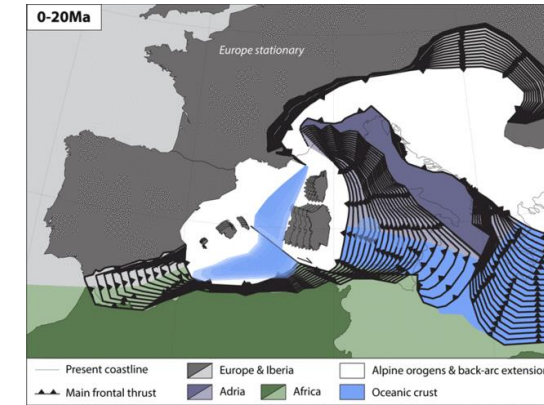 0-20Ma
Europe stationary
Present coastline
Europe & Iberia
Alpine orogens & back-arc extension
Main frontal thrust
Adria
Africa
Oceanic crust